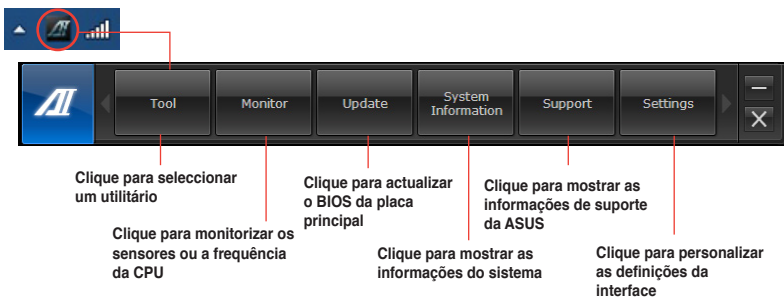 Tool
Monitor
Update
System
Information
Support
Settings
Clique para seleccionar
um utilitário
Clique para monitorizar os
sensores ou a frequência
da CPU
Clique para actualizar
o BIOS da placa
principal
Clique para mostrar as
informações do sistema
Clique para mostrar as
informações de suporte
da ASUS
Clique para personalizar
as definições da
interface